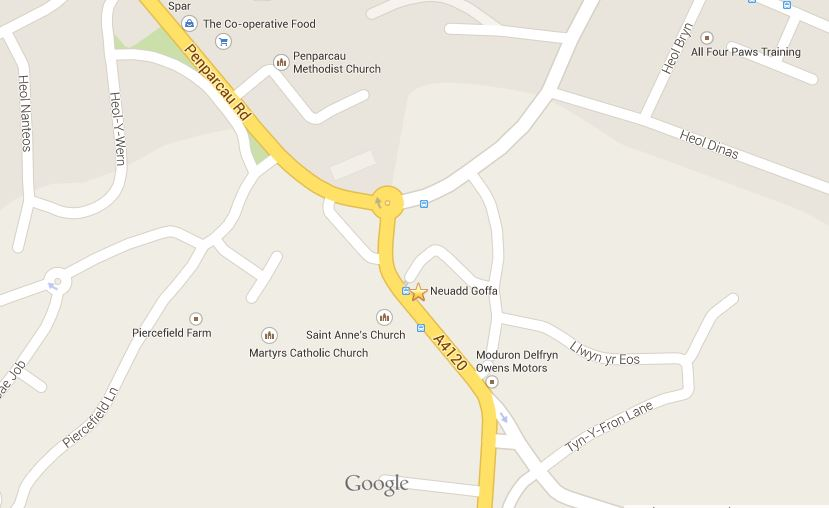 Spar
The Co-operative Food
Heol Bryn
All Four Paws Training
Penparcau
Methodist Church
Penparcau Rd
Heol Nanteos
Heol-Y-Wern
Heol Dinas
Neuadd Goffa
Piercefield Farm
Saint Anne's Church
Martyrs Catholic Church
A4120
Moduron Delfryn
Owens Motors
Llwyn yr Eos
Job
Piercefield Ln
Tyn-Y-Fron Lane
Google